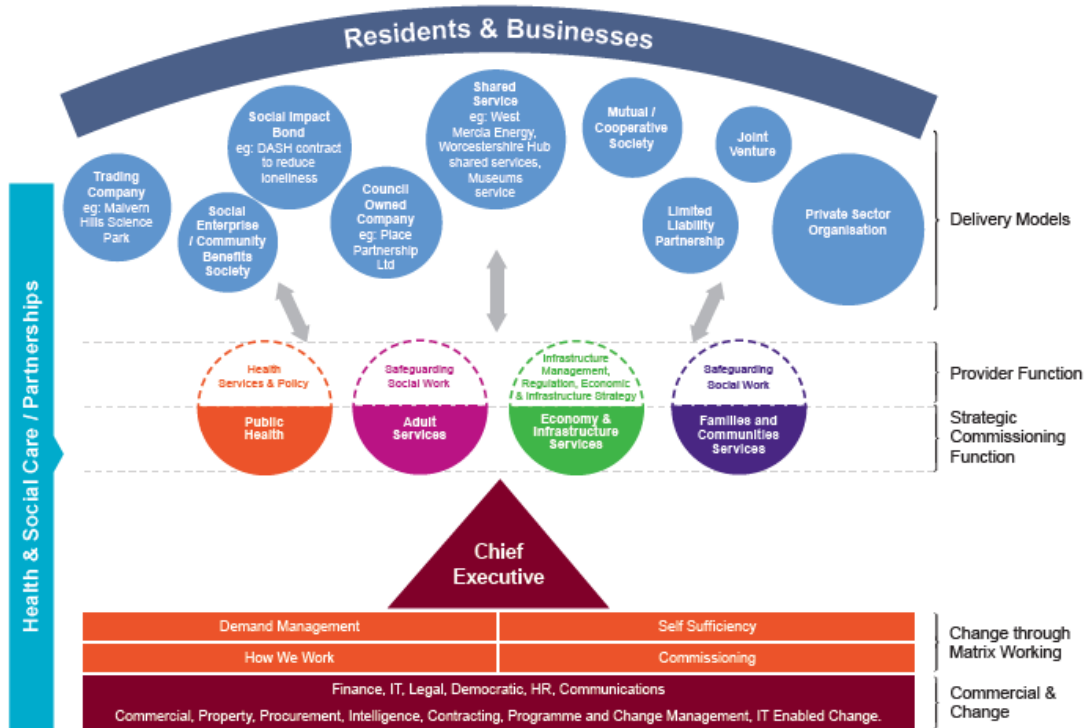 Residents & Businesses
Trading
Company
eg: Malvern
Hills Science
Park
Social
Enterprise
/ Community
Benefits
Society
Social Impact
Bond
eg: DASH contract
to reduce
loneliness
Council
Owned
Company
eg: Place
Partnership
Ltd
Shared
Service
eg: West
Mercia Energy,
Worcestershire Hub
shared services,
Museums
service
Mutual /
Cooperative
Society
Limited
Liability
Partnership
Joint
Venture
Private Sector
Organisation
Delivery Models
Health & Social Care / Partnerships
Health
Services & Policy
Public
Health
Safeguarding
Social Work
Adult
Services
Infrastructure
Management,
Regulation, Economic
& Infrastructure Strategy
Economy &
Infrastructure
Services
Safeguarding
Social Work
Families and
Communities
Services
Provider Function
Strategic
Commissioning
Function
Chief
Executive
Demand Management
Self Sufficiency
How We Work
Commissioning
Change through
Matrix Working
Finance, IT, Legal, Democratic, HR, Communications
Commercial, Property, Procurement, Intelligence, Contracting, Programme and Change Management, IT Enabled Change.
Commercial &
Change